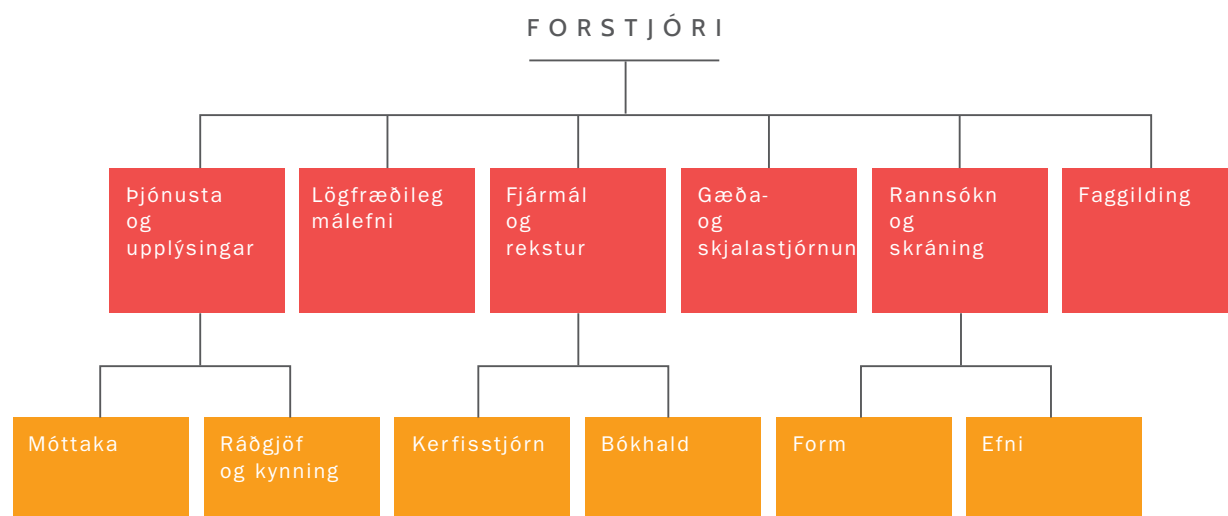 FORSTJÓRI
Þjónusta
og
upplýsingar
Lögfræðileg
málefni
Fjármál
og
rekstur
Gæða-
og
skjalastjórnun
Rannsókn
og
skráning
Faggilding
Móttaka
Ráðgjöf
og kynning
Kerfisstjórn
Bókhald
Form
Efni